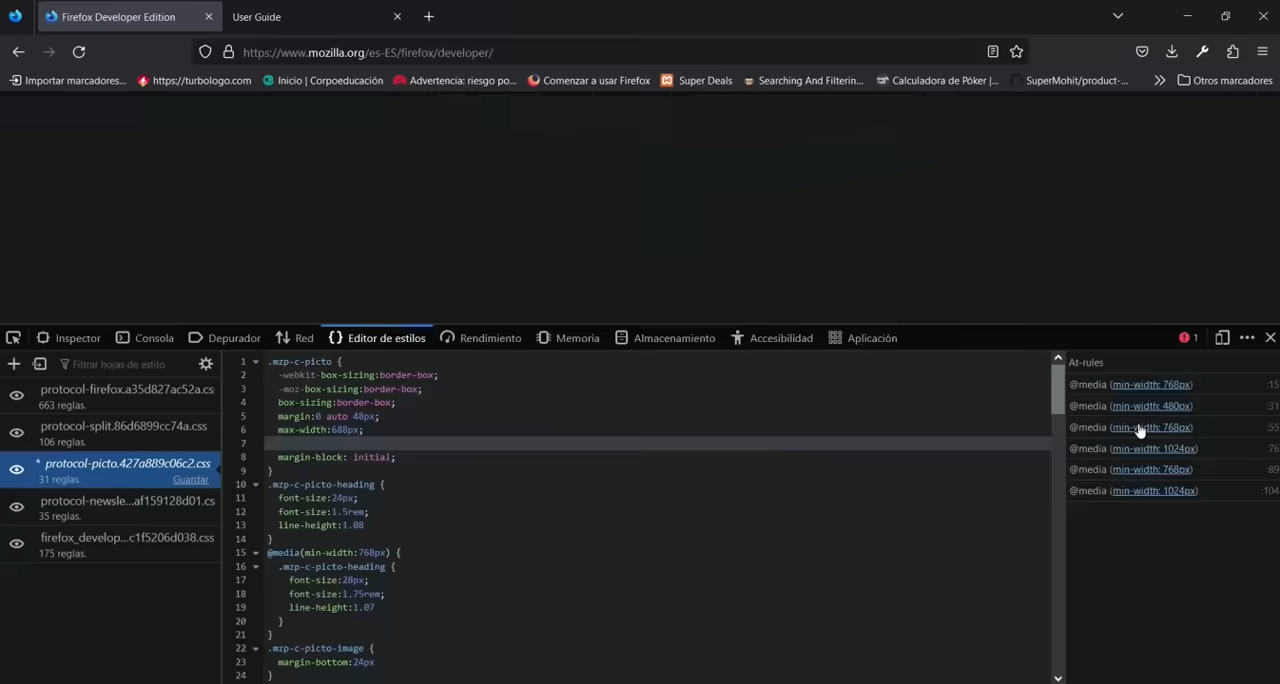 Firefox Developer Edition
User Guide
https://www.mozilla.org/es-ES/firefox/developer/
Importar marcadores...
https://turbologo.com
Inicio | Corpoeducación
Advertencia: riesgo po...
Comenzar a usar Firefox
Super Deals
Searching And Filterin...
Calculadora de Póker |...
SuperMohit/product-...
Otros marcadores
Inspector
Consola
Depurador
Red
{} Editor de estilos
Rendimiento
Memoria
Almacenamiento
Accesibilidad
Aplicación
1
Filtrar hojas de estilo
protocol-firefox.a35d827ac52a.cs
663 reglas.
protocol-split.86d6899cc74a.css
106 reglas.
* protocol-picto.427a889c06c2.css
31 reglas. Guardar
protocol-newsle...af159128d01.cs
35 reglas.
firefox_develop...c1f5206d038.css
175 reglas.
1 .mzp-c-picto {
2 -webkit-box-sizing:border-box;
3 -moz-box-sizing:border-box;
4 box-sizing:border-box;
5 margin:0 auto 48px;
6 max-width:688px;
7
8 margin-block: initial;
9 }
10 .mzp-c-picto-heading {
11 font-size:24px;
12 font-size:1.5rem;
13 line-height:1.08
14 }
15 @media(min-width:768px) {
16 .mzp-c-picto-heading {
17 font-size:28px;
18 font-size:1.75rem;
19 line-height:1.07
20 }
21 }
22 .mzp-c-picto-image {
23 margin-bottom:24px
24 }
At-rules
@media (min-width: 768px) :15
@media (min-width: 480px) :31
@media (min-width: 768px) :55
@media (min-width: 1024px) :76
@media (min-width: 768px) :89
@media (min-width: 1024px) :104